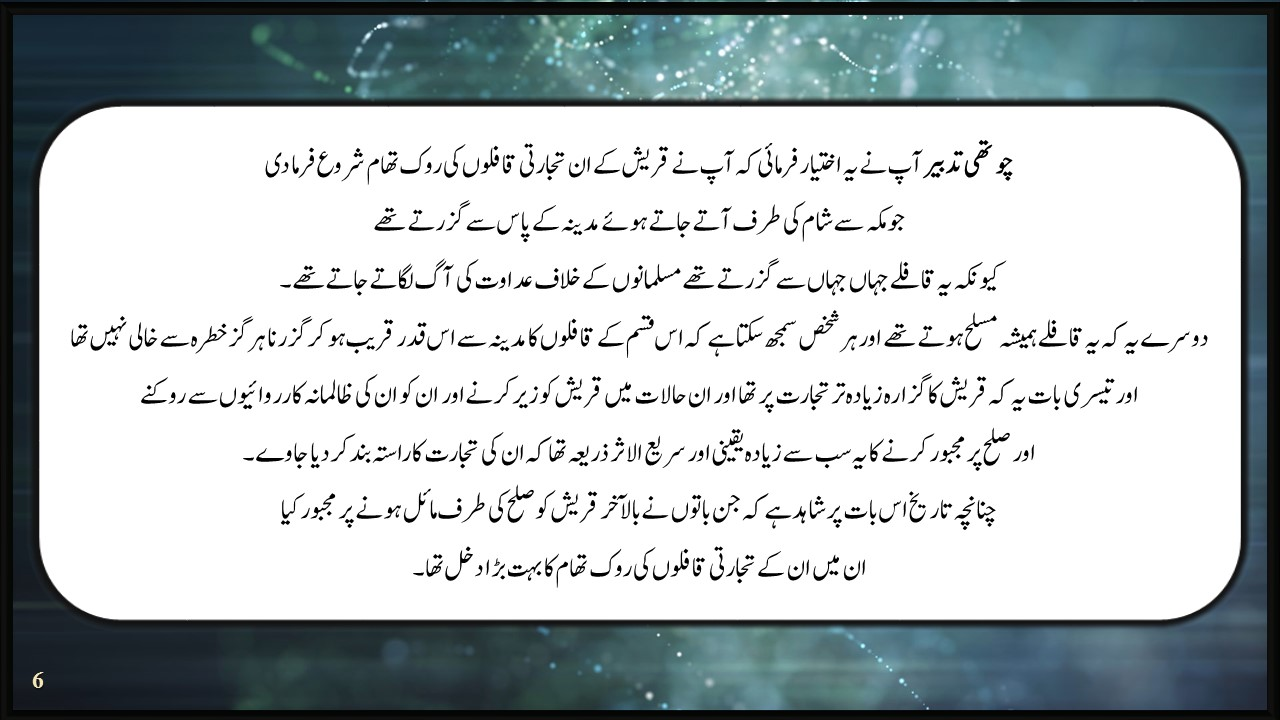 چوتھی تدبیر آپ نے یہ اختیار فرمائی کہ آپ نے قریش کے ان تجارتی قافلوں کی روک تھام شروع فرمادی
جو مکہ سے شام کی طرف آتے جاتے ہوئے مدینہ کے پاس سے گزرتے تھے
کیونکہ یہ قافلے جہاں جہاں سے گزرتے تھے مسلمانوں کے خلاف عداوت کی آگ لگاتے جاتے تھے۔
دوسرے یہ کہ یہ قافلے ہمیشہ مسلح ہوتے تھے اور ہر شخص سمجھ سکتا ہے کہ اس قسم کے قافلوں کا مدینہ سے اس قدر قریب ہو کر گزرنا ہر گز خطرہ سے خالی نہیں تھا
اور تیسری بات یہ کہ قریش کا گزارہ زیادہ تر تجارت پر تھا اور ان حالات میں قریش کو زیر کرنے اور ان کو ان کی ظالمانہ کارروائیوں سے روکنے
اور صلح پر مجبور کرنے کا یہ سب سے زیادہ یقینی اور سریع الاثر ذریعہ تھا کہ ان کی تجارت کا راستہ بند کر دیا جاوے۔
چنانچہ تاریخ اس بات پر شاہد ہے کہ جن باتوں نے بالآخر قریش کو صلح کی طرف مائل ہونے پر مجبور کیا
ان میں ان کے تجارتی قافلوں کی روک تھام کا بہت بڑا دخل تھا۔
6